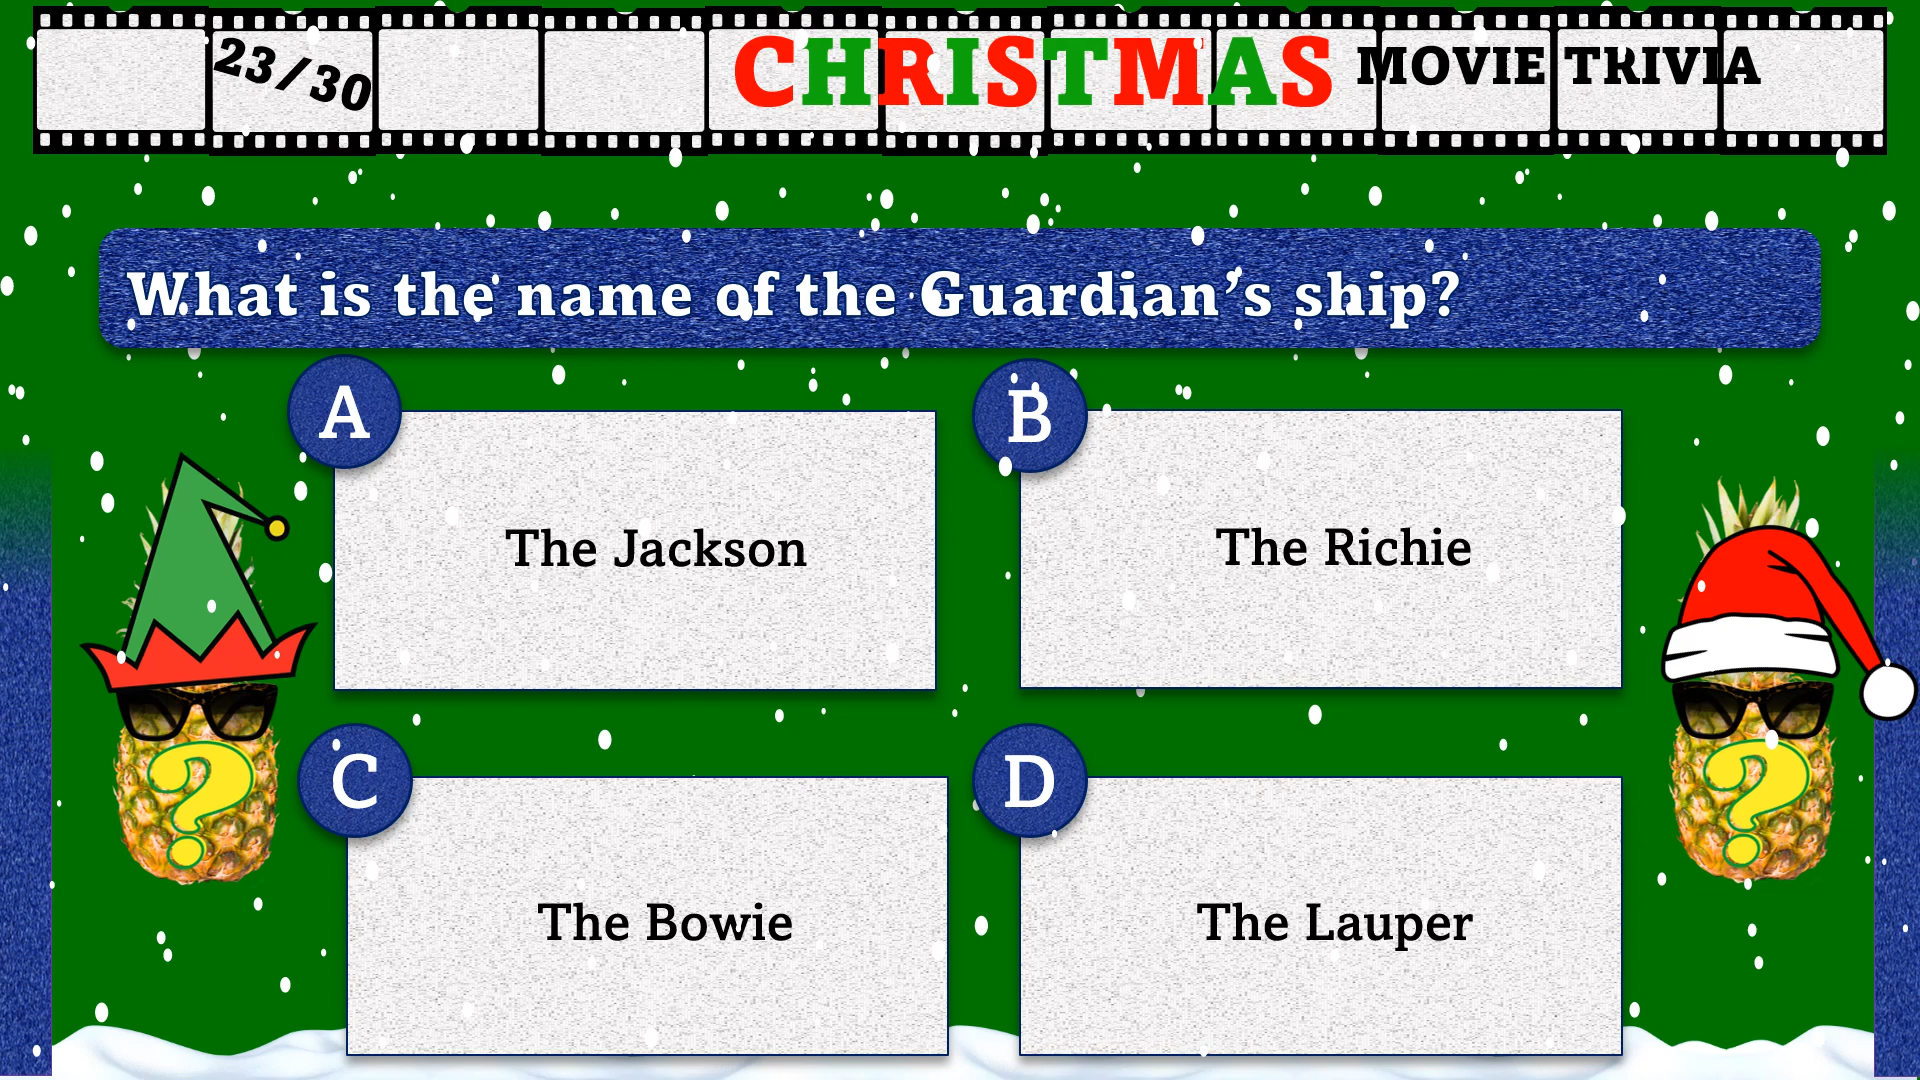 23/30
CHRISTMAS MOVIE TRIVIA
What is the name of the Guardian’s ship?
A
The Jackson
B
The Richie
C
The Bowie
D
The Lauper
?
?